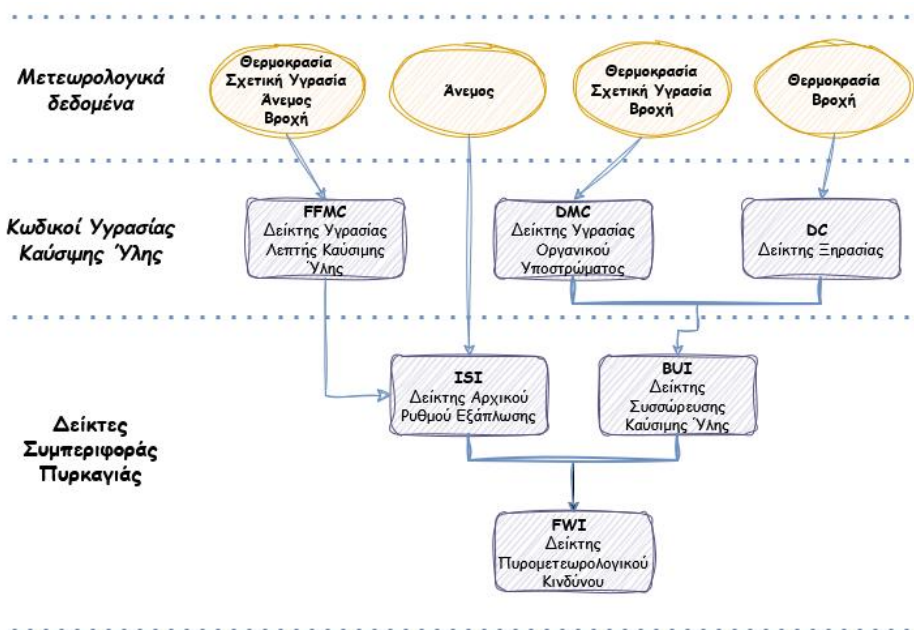 Μετεωρολογικά
δεδομένα
Θερμοκρασία
Σχετική Υγρασία
Άνεμος
Βροχή
Άνεμος
Θερμοκρασία
Σχετική Υγρασία
Βροχή
Θερμοκρασία
Βροχή
Κωδικοί Υγρασίας
Καύσιμης Ύλης
FFMC
Δείκτης Υγρασίας
Λεπτής Καύσιμης
Ύλης
DMC
Δείκτης Υγρασίας
Οργανικού
Υποστρώματος
DC
Δείκτης Ξηρασίας
Δείκτες
Συμπεριφοράς
Πυρκαγιάς
ISI
Δείκτης Αρχικού
Ρυθμού Εξάπλωσης
BUI
Δείκτης
Συσσώρευσης
Καύσιμης Ύλης
FWI
Δείκτης
Πυρομετεωρολογικού
Κινδύνου